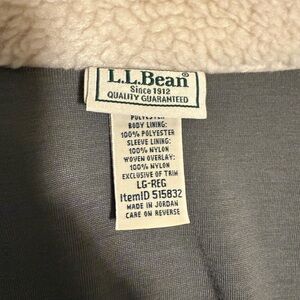 L.L.Bean®
Since 1912
QUALITY GUARANTEED
POLYESTER
BODY LINING:
100% POLYESTER
SLEEVE LINING:
100% NYLON
WOVEN OVERLAY:
100% NYLON
EXCLUSIVE OF TRIM
LG-REG
ItemID 515832
MADE IN JORDAN
CARE ON REVERSE